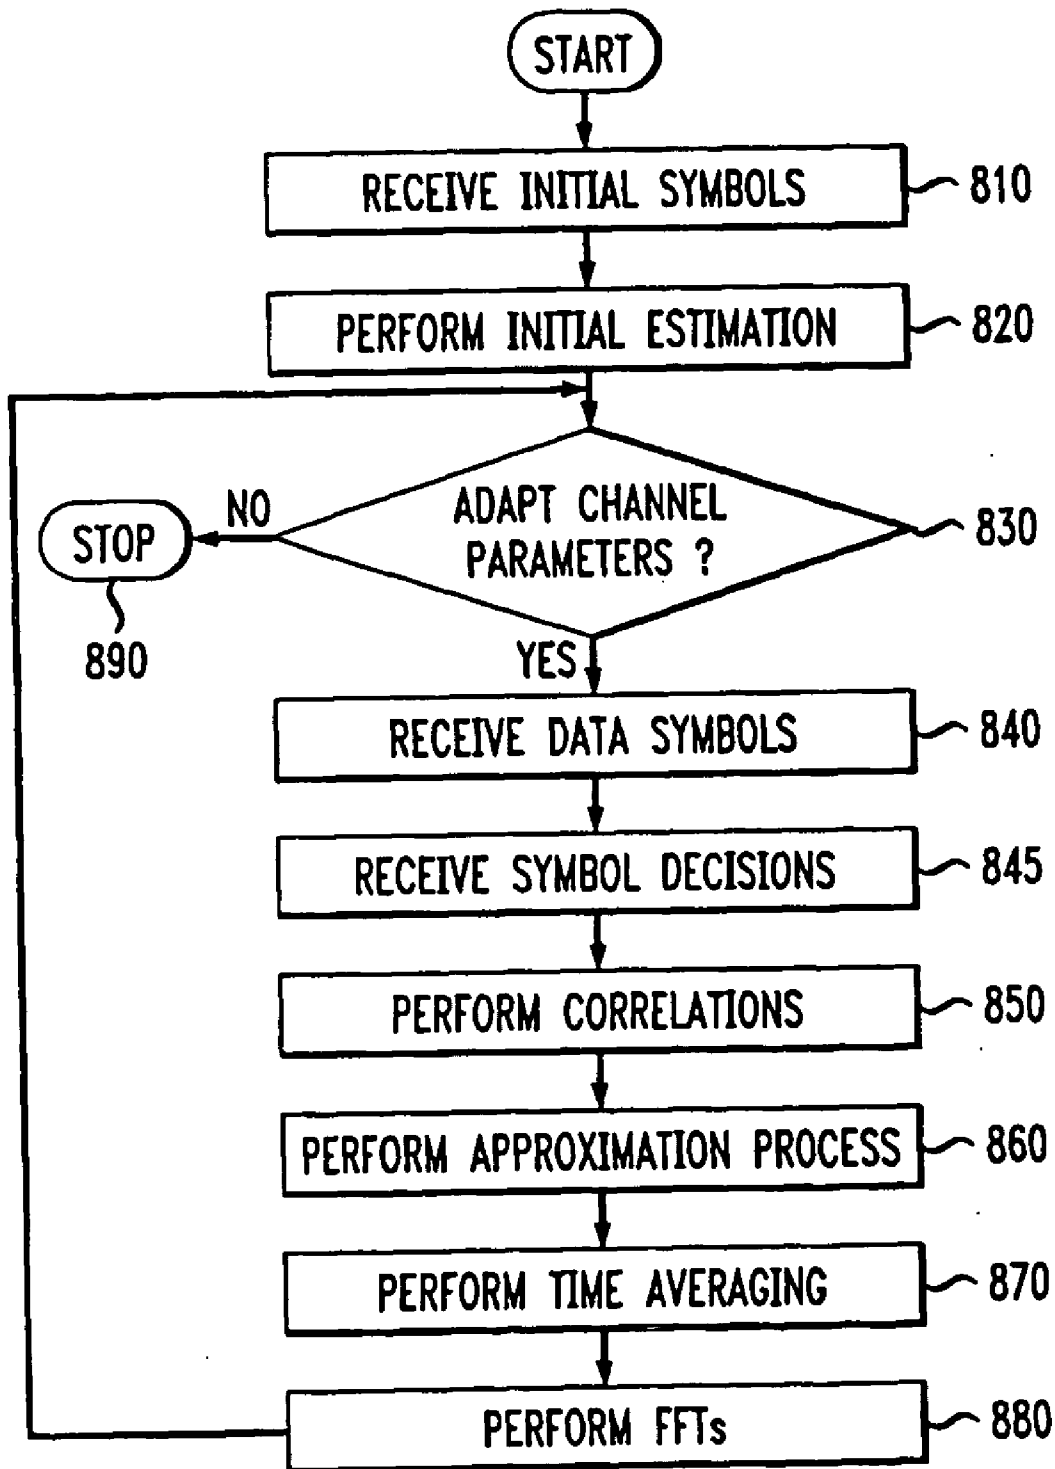 START
RECEIVE INITIAL SYMBOLS
810
PERFORM INITIAL ESTIMATION
820
ADAPT CHANNEL
PARAMETERS ?
830
NO
STOP
890
YES
RECEIVE DATA SYMBOLS
840
RECEIVE SYMBOL DECISIONS
845
PERFORM CORRELATIONS
850
PERFORM APPROXIMATION PROCESS
860
PERFORM TIME AVERAGING
870
PERFORM FFTs
880